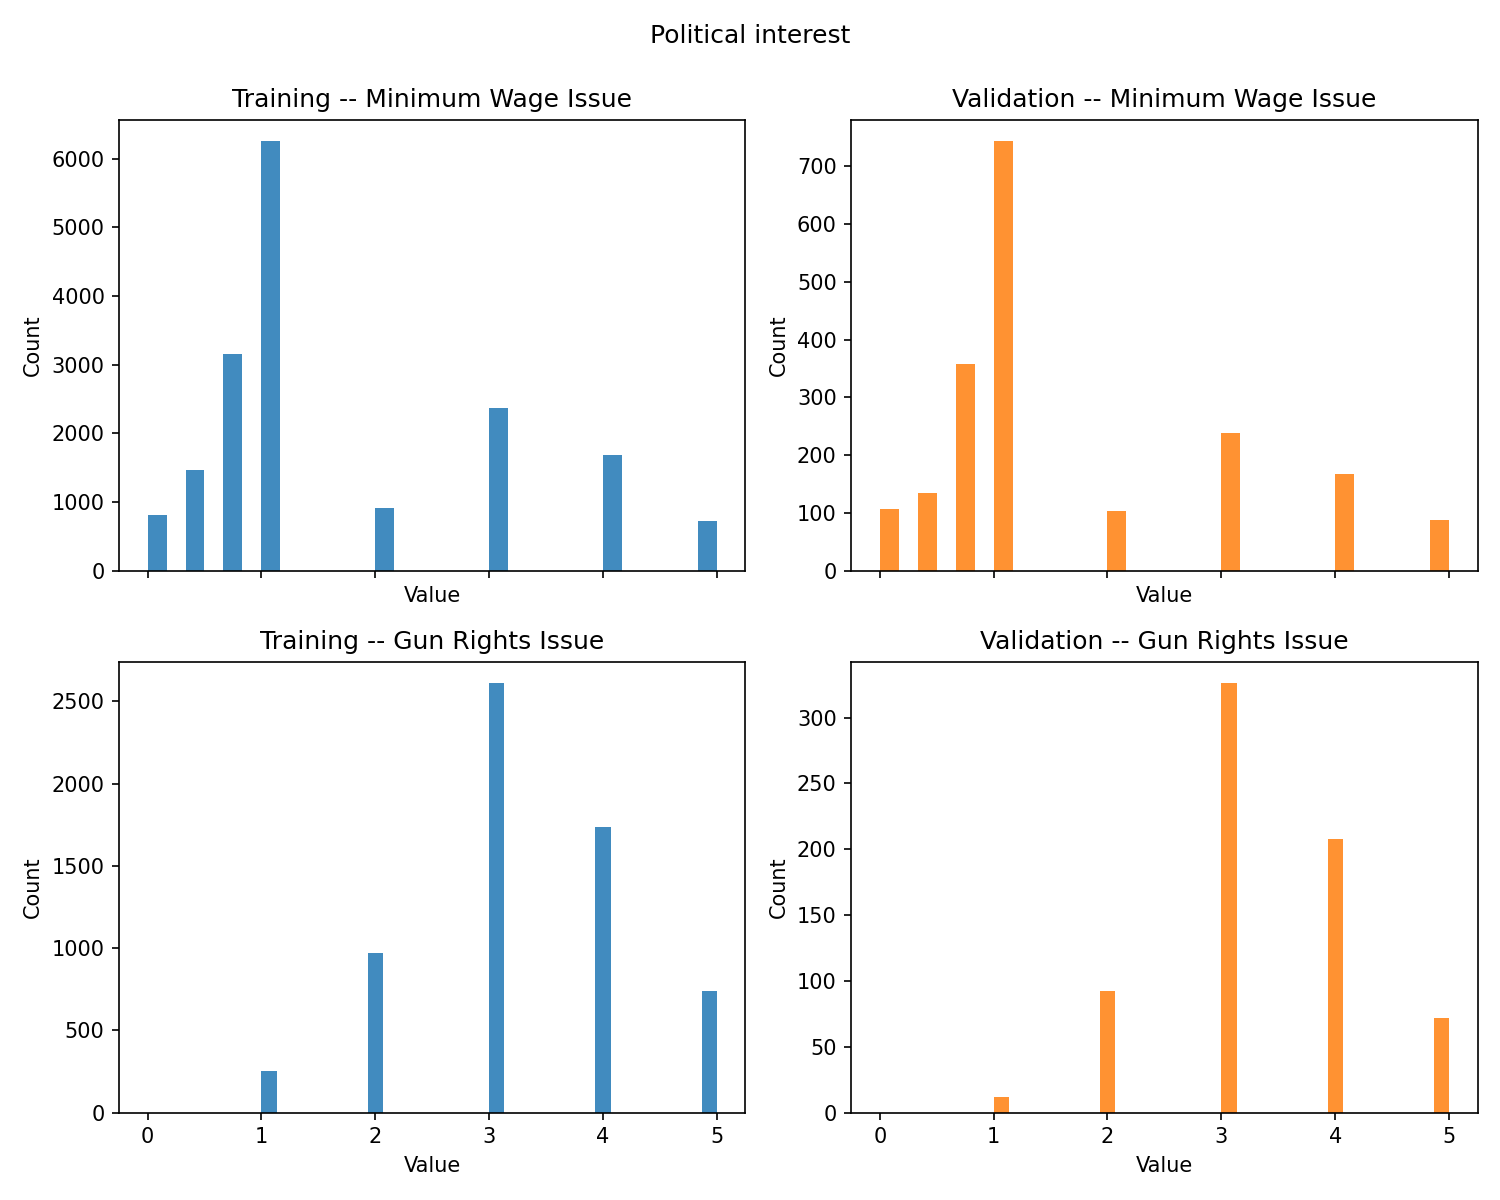 Political interest
Training -- Minimum Wage Issue
Count
6000
5000
4000
3000
2000
1000
0
Value
Validation -- Minimum Wage Issue
Count
700
600
500
400
300
200
100
0
Value
Training -- Gun Rights Issue
Count
2500
2000
1500
1000
500
0
0 1 2 3 4 5
Value
Validation -- Gun Rights Issue
Count
300
250
200
150
100
50
0
0 1 2 3 4 5
Value